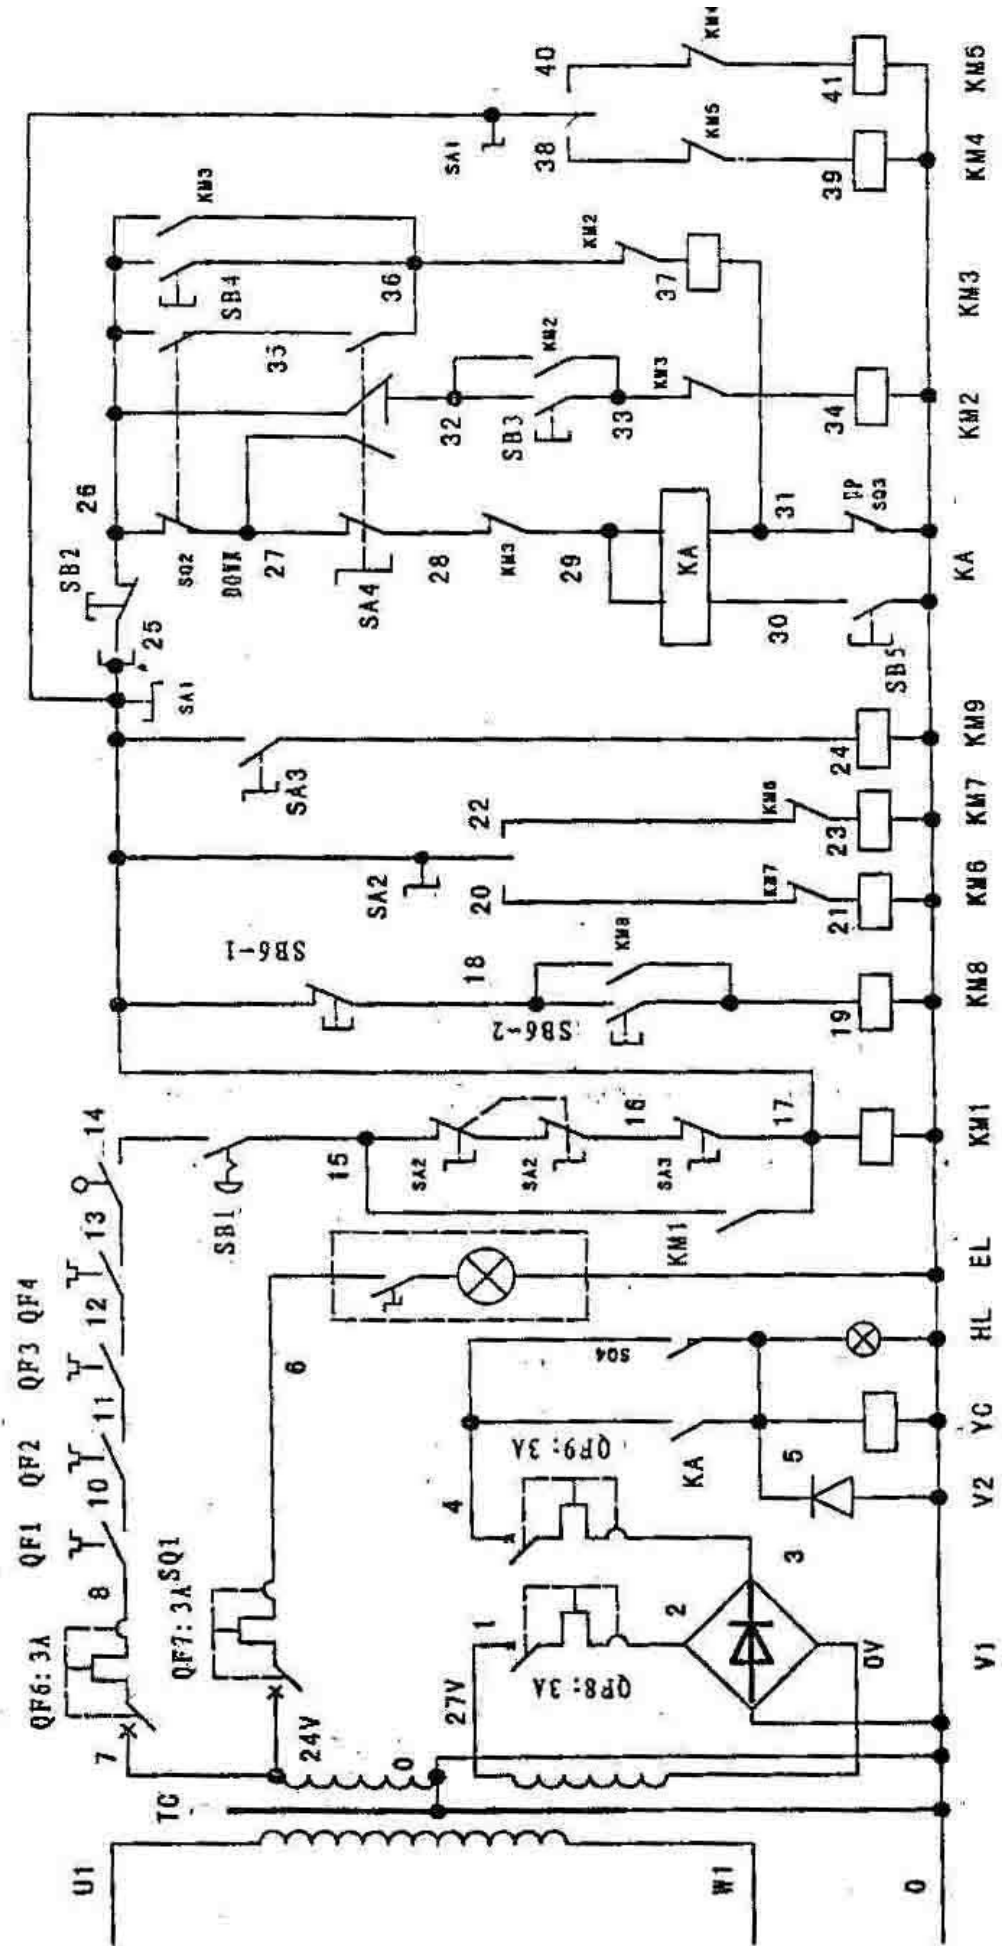 U1
W1
0
TC
7
24V
0
27V
0V
V1
QF6:3A
QF7:3A
SQ1
QF8:3A
QF9:3A
1
2
3
4
5
6
8
QF1
10
QF2
11
QF3
12
QF4
13
14
SB1
15
SA2
SA2
16
SA3
17
KM1
KA
SQ4
V2
YC
HL
EL
KM1
SB6-1
18
SB6-2
KM8
19
KM8
SA2
20
22
KM7
KM6
21
23
KM6
KM7
SA3
24
KM9
SA1
25
SB2
26
SQ2
DOWN
27
SA4
28
KM3
29
KA
30
31
SB5
UP
SQ3
KA
32
SB3
KM2
33
KM3
34
KM2
35
SB4
KM3
36
KM2
37
KM3
SA1
38
40
KM5
KM4
39
41
KM4
KM5